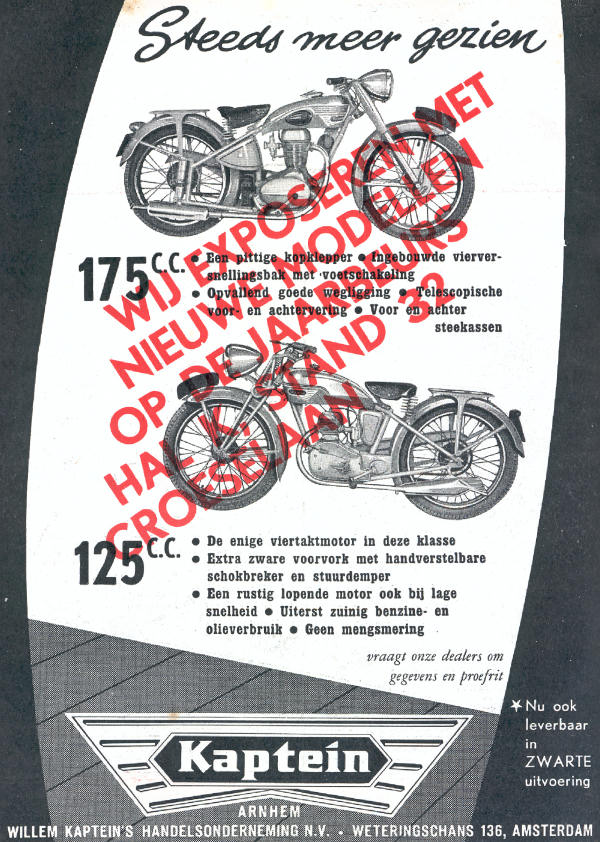 Steeds meer gezien
WIJ EXPOSEREN MET
NIEUWE MODELLEN
OP DE JAARBEURS
HAL K. STAND 32
CROESELAAN
175 C.C.
● Een pittige kopklepper ● Ingebouwde vierver-
snellingsbak met voetschakeling
● Opvallend goede wegligging ● Telescopische
voor- en achtervering ● Voor en achter
steekassen
125 C.C.
● De enige viertaktmotor in deze klasse
● Extra zware voorvork met handverstelbare
schokbreker en stuurdemper
● Een rustig lopende motor ook bij lage
snelheid ● Uiterst zuinig benzine- en
olieverbruik ● Geen mengsmering
vraagt onze dealers om
gegevens en proefrit
★ Nu ook
leverbaar
in
ZWARTE
uitvoering
Kaptein
ARNHEM
WILLEM KAPTEIN'S HANDELSONDERNEMING N.V. - WETERINGSCHANS 136, AMSTERDAM